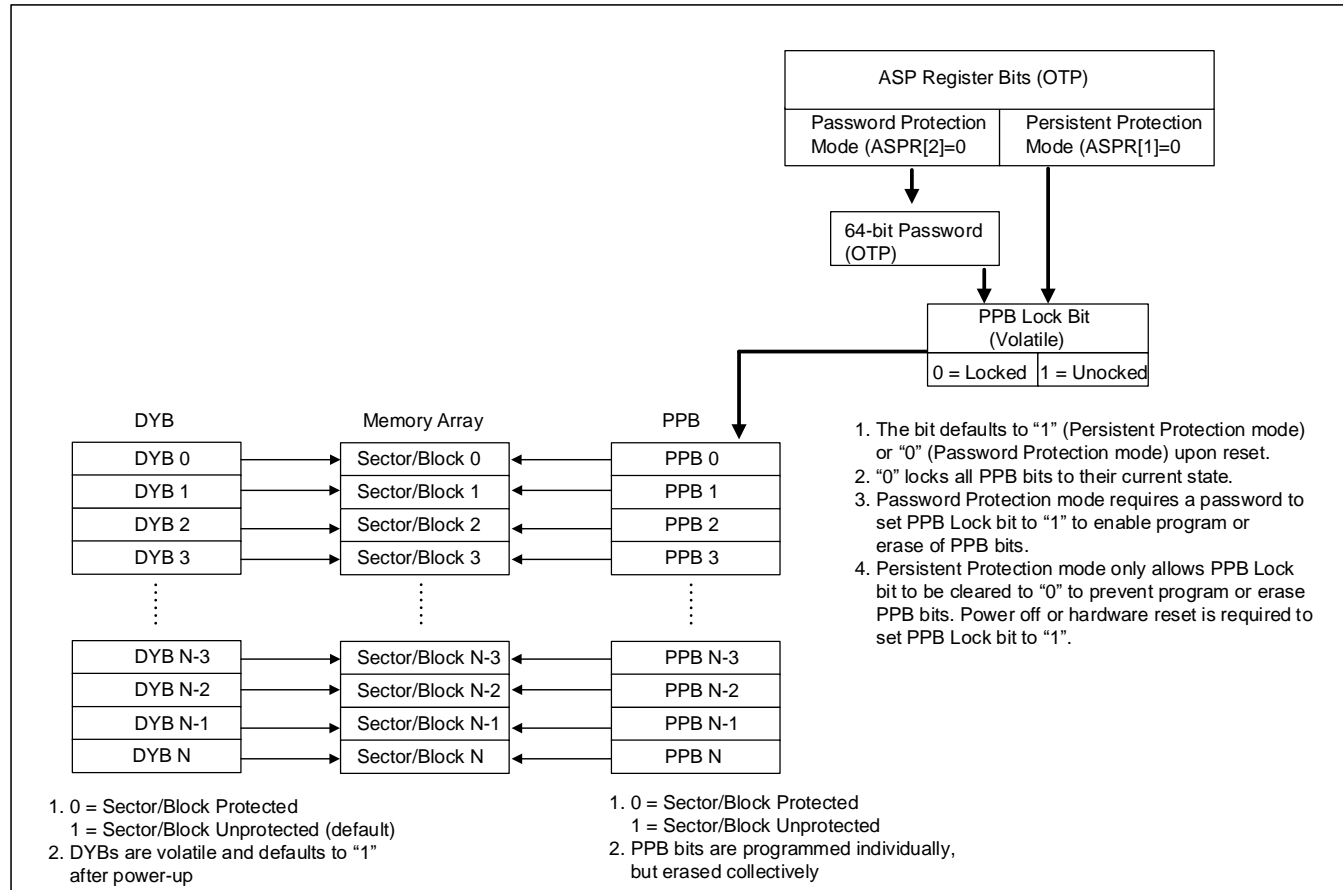 ASP Register Bits (OTP)
Password Protection
Mode (ASPR[2]=0
Persistent Protection
Mode (ASPR[1]=0
64-bit Password
(OTP)
PPB Lock Bit
(Volatile)
0 = Locked
1 = Unocked
1. The bit defaults to “1” (Persistent Protection mode)
or “0” (Password Protection mode) upon reset.
2. “0” locks all PPB bits to their current state.
3. Password Protection mode requires a password to
set PPB Lock bit to “1” to enable program or
erase of PPB bits.
4. Persistent Protection mode only allows PPB Lock
bit to be cleared to “0” to prevent program or erase
PPB bits. Power off or hardware reset is required to
set PPB Lock bit to “1”.
DYB Memory Array PPB
DYB 0 Sector/Block 0 PPB 0
DYB 1 Sector/Block 1 PPB 1
DYB 2 Sector/Block 2 PPB 2
DYB 3 Sector/Block 3 PPB 3
DYB N-3 Sector/Block N-3 PPB N-3
DYB N-2 Sector/Block N-2 PPB N-2
DYB N-1 Sector/Block N-1 PPB N-1
DYB N Sector/Block N PPB N
1. 0 = Sector/Block Protected
1 = Sector/Block Unprotected (default)
2. DYBs are volatile and defaults to “1”
after power-up
1. 0 = Sector/Block Protected
1 = Sector/Block Unprotected
2. PPB bits are programmed individually,
but erased collectively